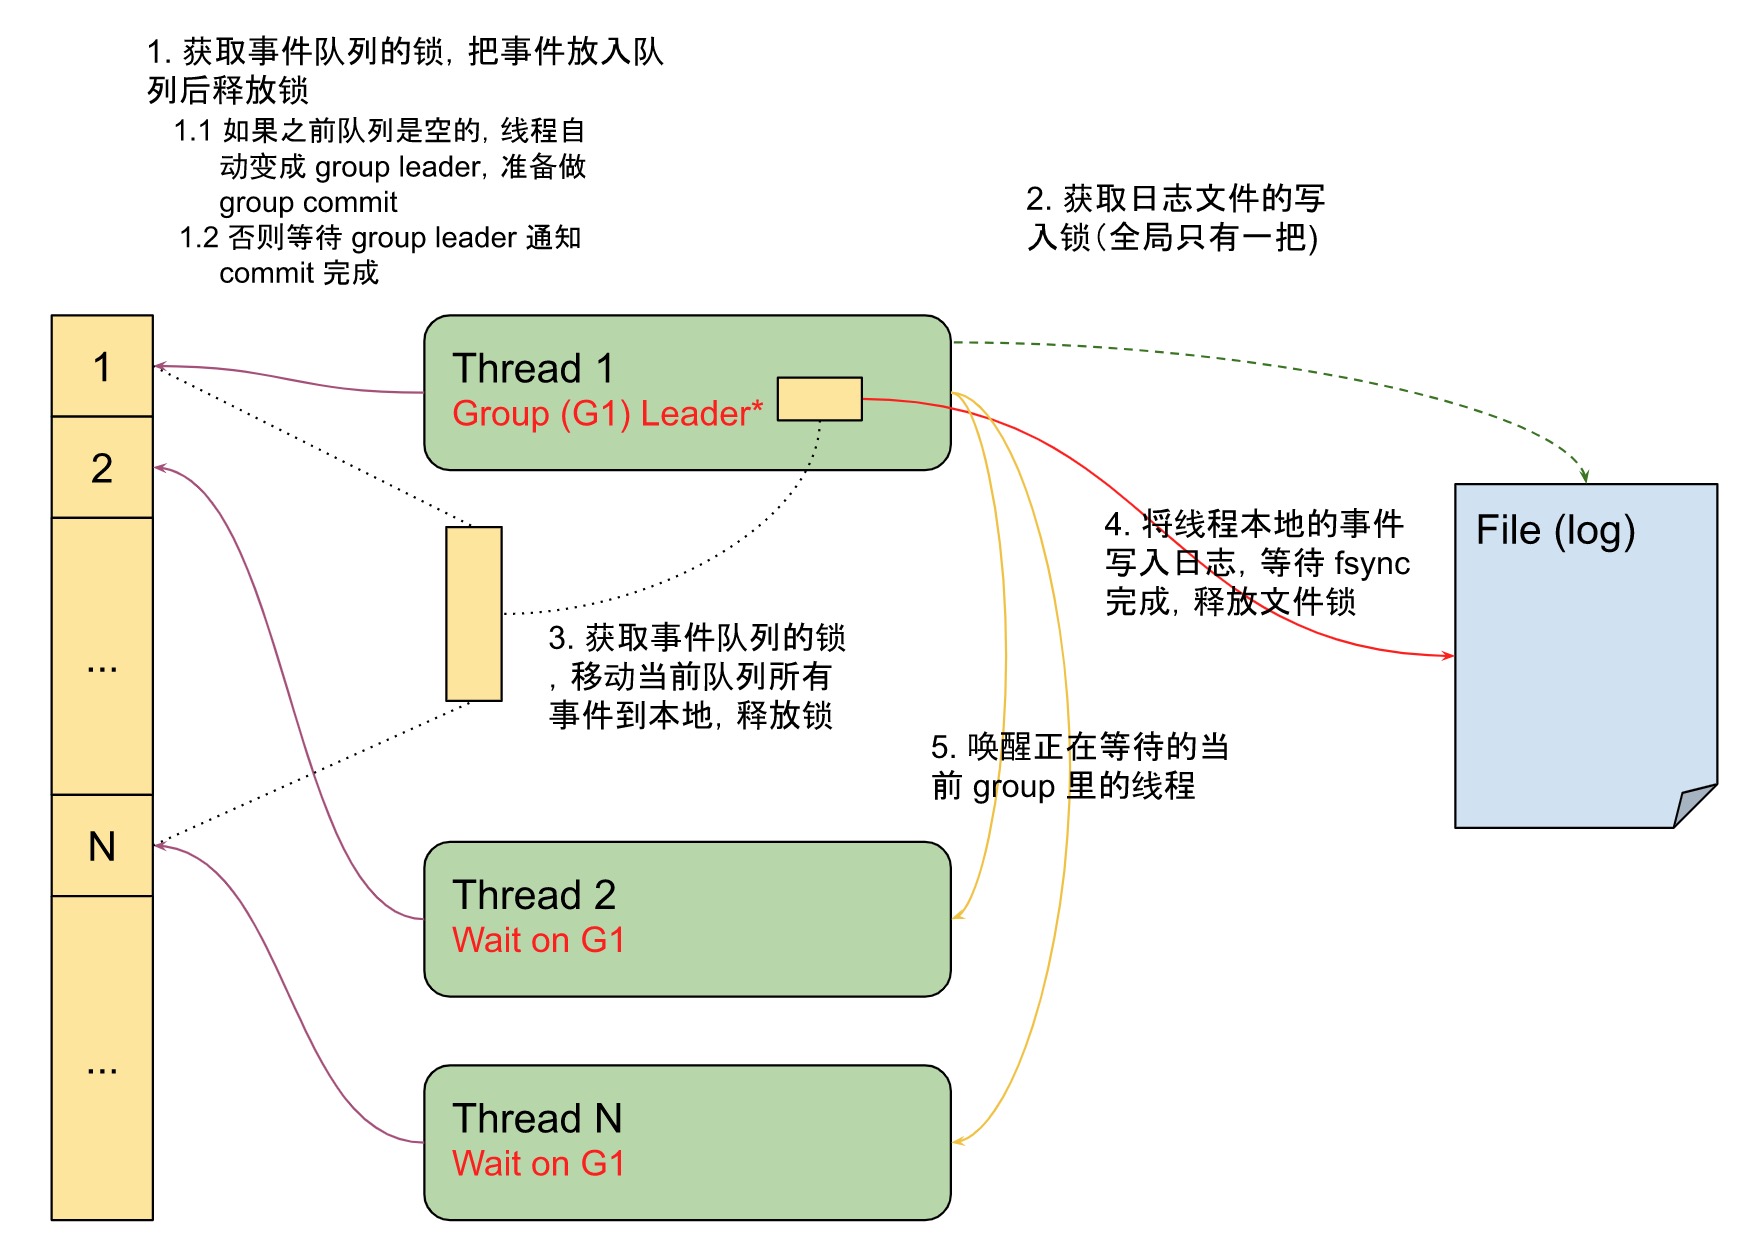 1. 获取事件队列的锁，把事件放入队
列后释放锁
1.1 如果之前队列是空的，线程自
动变成 group leader，准备做
group commit
1.2 否则等待 group leader 通知
commit 完成
2. 获取日志文件的写
入锁（全局只有一把)
1
2
...
N
...
Thread 1
Group (G1) Leader*
File (log)
4. 将线程本地的事件
写入日志，等待 fsync
完成，释放文件锁
3. 获取事件队列的锁
，移动当前队列所有
事件到本地，释放锁
5. 唤醒正在等待的当
前 group 里的线程
Thread 2
Wait on G1
Thread N
Wait on G1